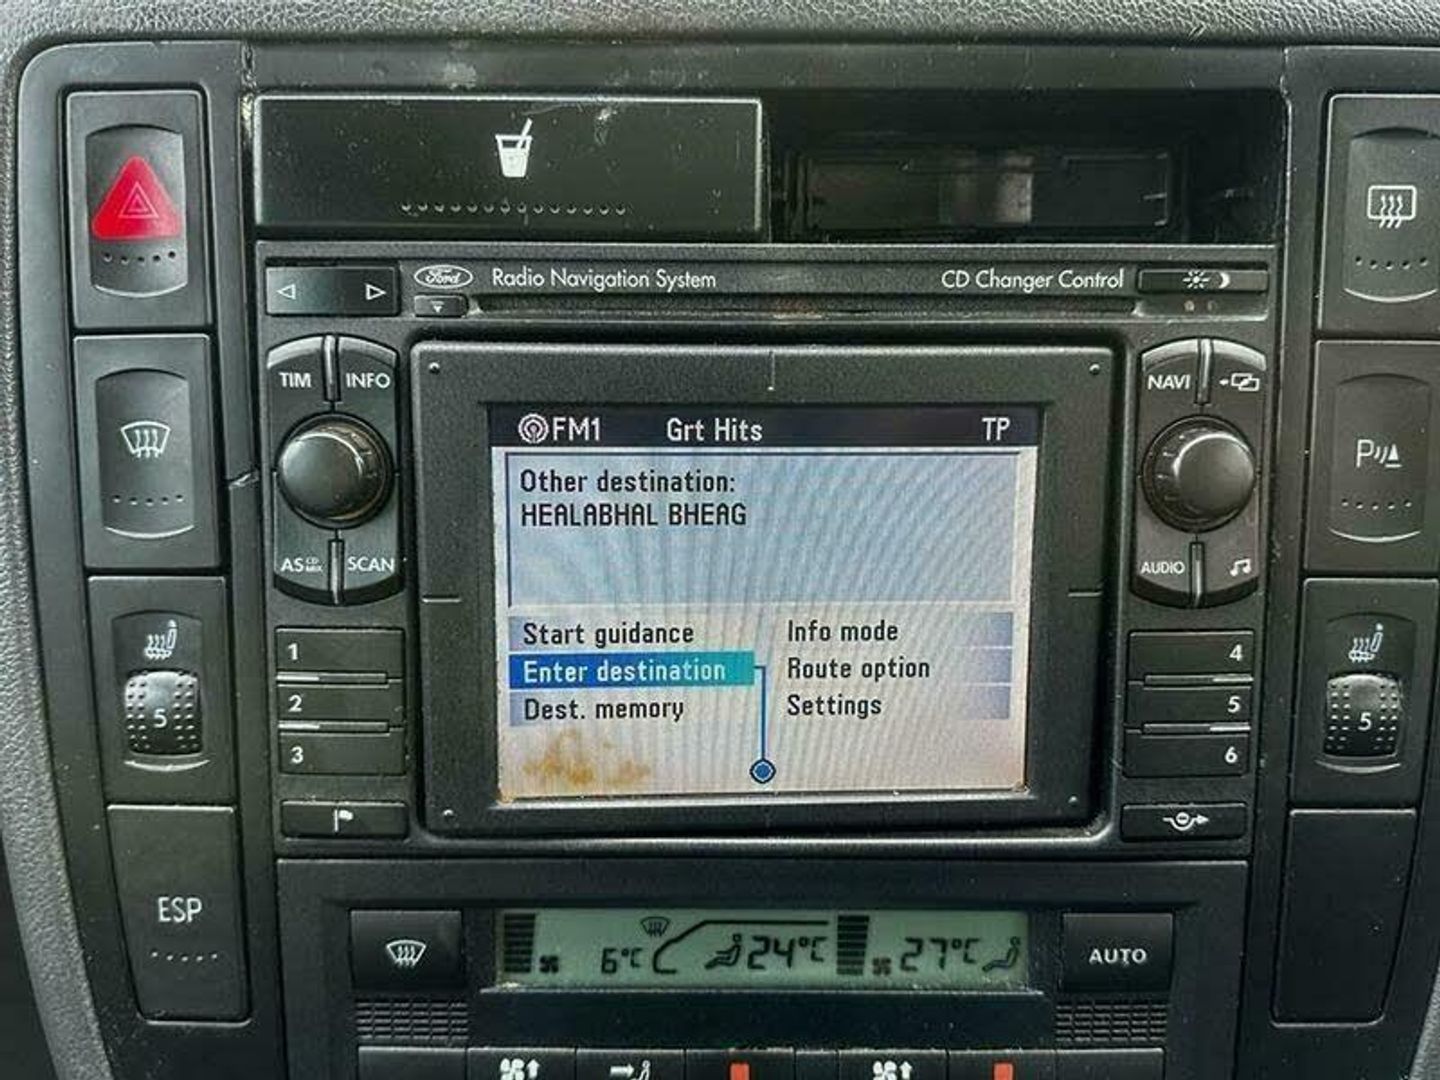 Ford Radio Navigation System CD Changer Control
TIM INFO
NAVI
FM1 Grt Hits TP
Other destination:
HEALABHAL BHEAG
P
AS CD MIX SCAN
AUDIO
Start guidance Info mode
Enter destination Route option
Dest. memory Settings
1
2
3
4
5
6
5
5
ESP
6°C 24°C 27°C
AUTO